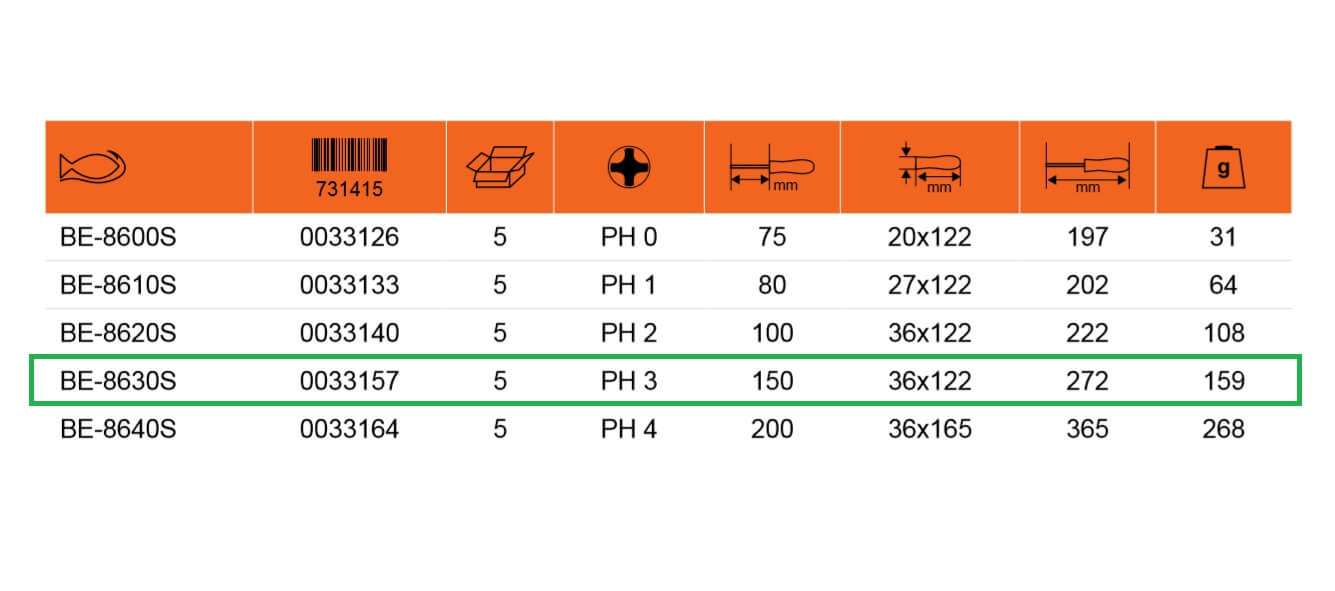 731415 mm mm mm g
BE-8600S 0033126 5 PH 0 75 20x122 197 31
BE-8610S 0033133 5 PH 1 80 27x122 202 64
BE-8620S 0033140 5 PH 2 100 36x122 222 108
BE-8630S 0033157 5 PH 3 150 36x122 272 159
BE-8640S 0033164 5 PH 4 200 36x165 365 268